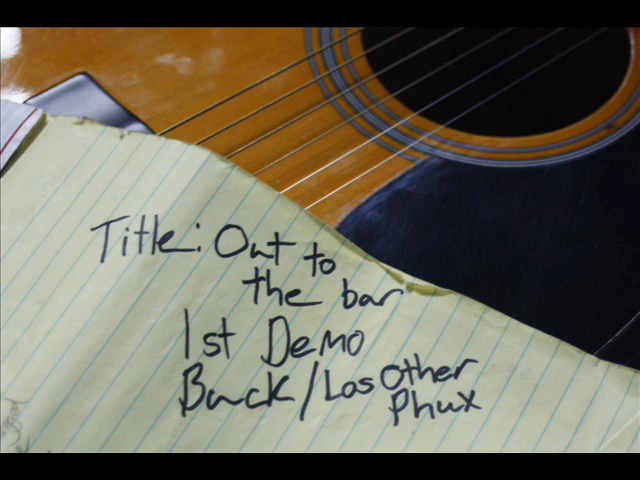 Title: Out to
the bar
1st Demo
Buck/Los Other
Phux